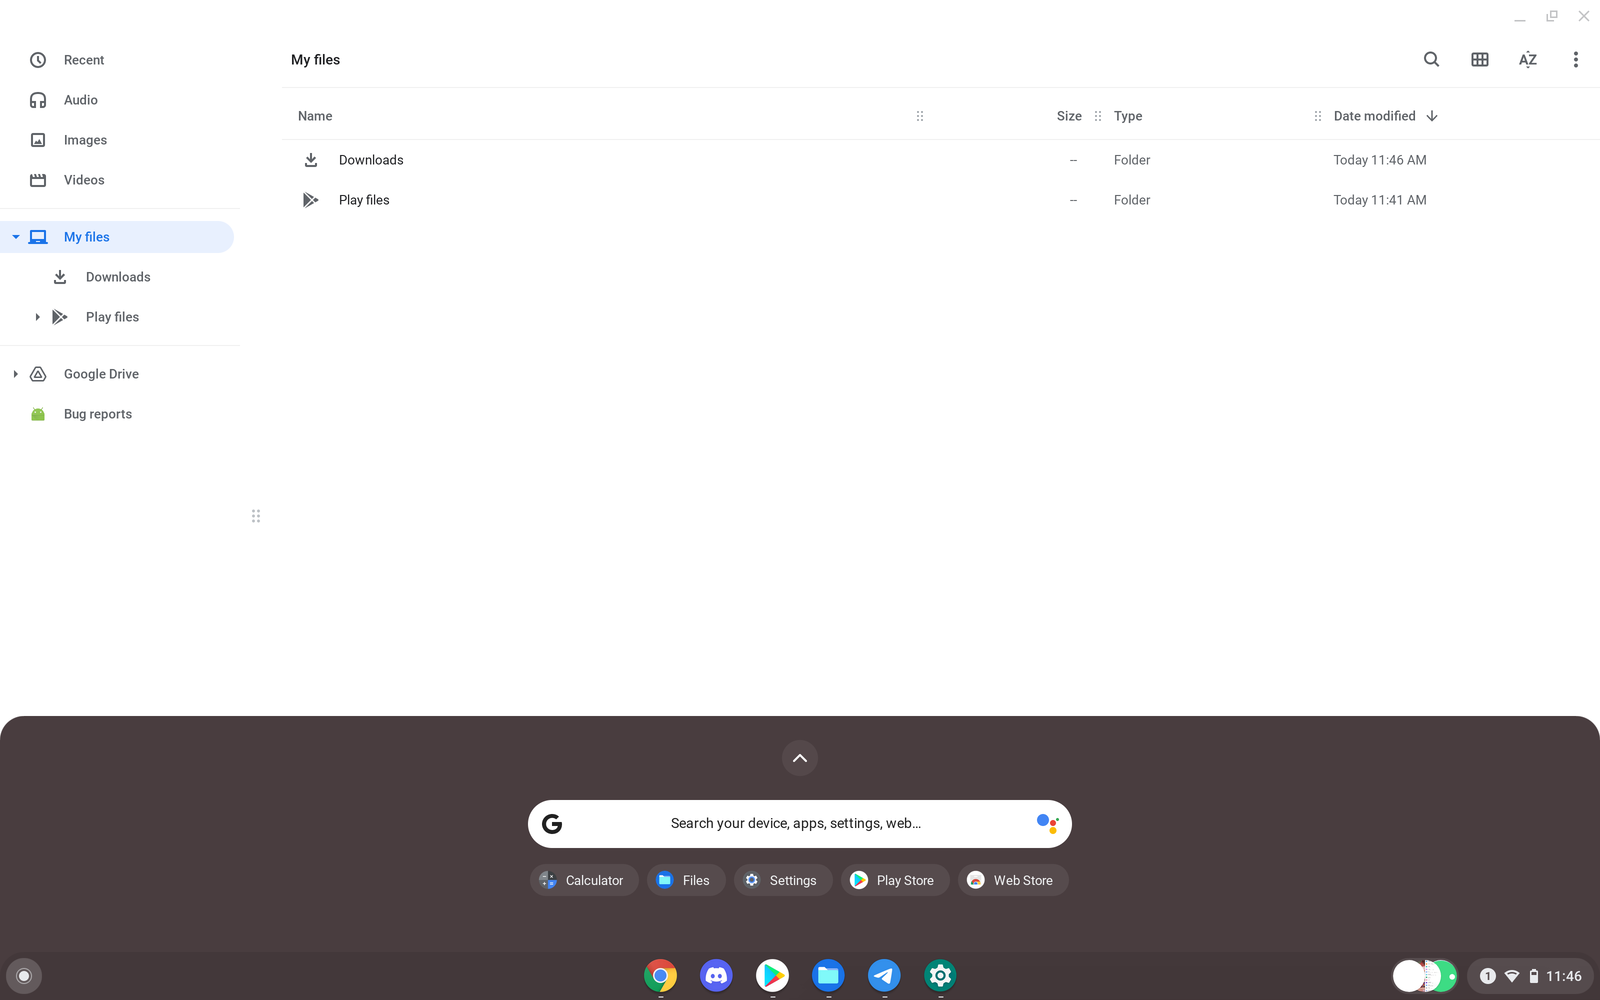 Recent
Audio
Images
Videos
My files
Downloads
Play files
Google Drive
Bug reports
My files
AZ
Name Size Type Date modified
Downloads -- Folder Today 11:46 AM
Play files -- Folder Today 11:41 AM
G Search your device, apps, settings, web...
Calculator Files Settings Play Store Web Store
1 11:46